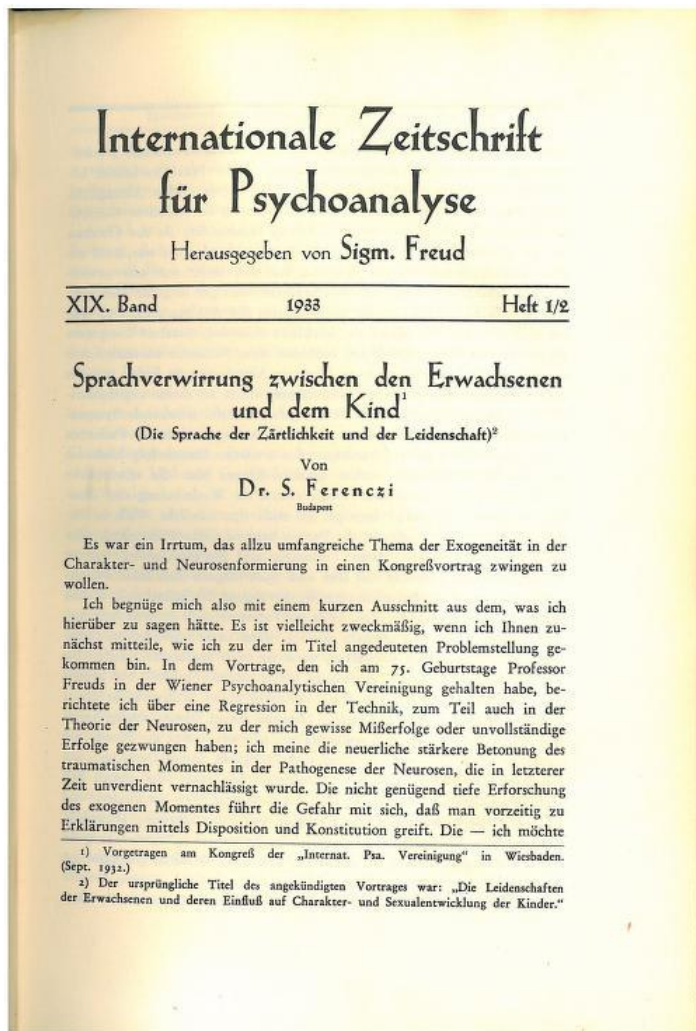 Internationale Zeitschrift
für Psychoanalyse
Herausgegeben von Sigm. Freud
XIX. Band 1933 Heft 1/2
Sprachverwirrung zwischen den Erwachsenen
und dem Kind¹
(Die Sprache der Zärtlichkeit und der Leidenschaft)²
Von
Dr. S. Ferenczi
Budapest
Es war ein Irrtum, das allzu umfangreiche Thema der Exogeneität in der
Charakter- und Neurosenformierung in einen Kongreßvortrag zwingen zu
wollen.
Ich begnüge mich also mit einem kurzen Ausschnitt aus dem, was ich
hierüber zu sagen hätte. Es ist vielleicht zweckmäßig, wenn ich Ihnen zu-
nächst mitteile, wie ich zu der im Titel angedeuteten Problemstellung ge-
kommen bin. In dem Vortrage, den ich am 75. Geburtstage Professor
Freuds in der Wiener Psychoanalytischen Vereinigung gehalten habe, be-
richtete ich über eine Regression in der Technik, zum Teil auch in der
Theorie der Neurosen, zu der mich gewisse Mißerfolge oder unvollständige
Erfolge gezwungen haben; ich meine die neuerliche stärkere Betonung des
traumatischen Momentes in der Pathogenese der Neurosen, die in letzterer
Zeit unverdient vernachlässigt wurde. Die nicht genügend tiefe Erforschung
des exogenen Momentes führt die Gefahr mit sich, daß man vorzeitig zu
Erklärungen mittels Disposition und Konstitution greift. Die — ich möchte
1) Vorgetragen am Kongreß der „Internat. Psa. Vereinigung“ in Wiesbaden.
(Sept. 1932.)
2) Der ursprüngliche Titel des angekündigten Vortrages war: „Die Leidenschaften
der Erwachsenen und deren Einfluß auf Charakter- und Sexualentwicklung der Kinder.“